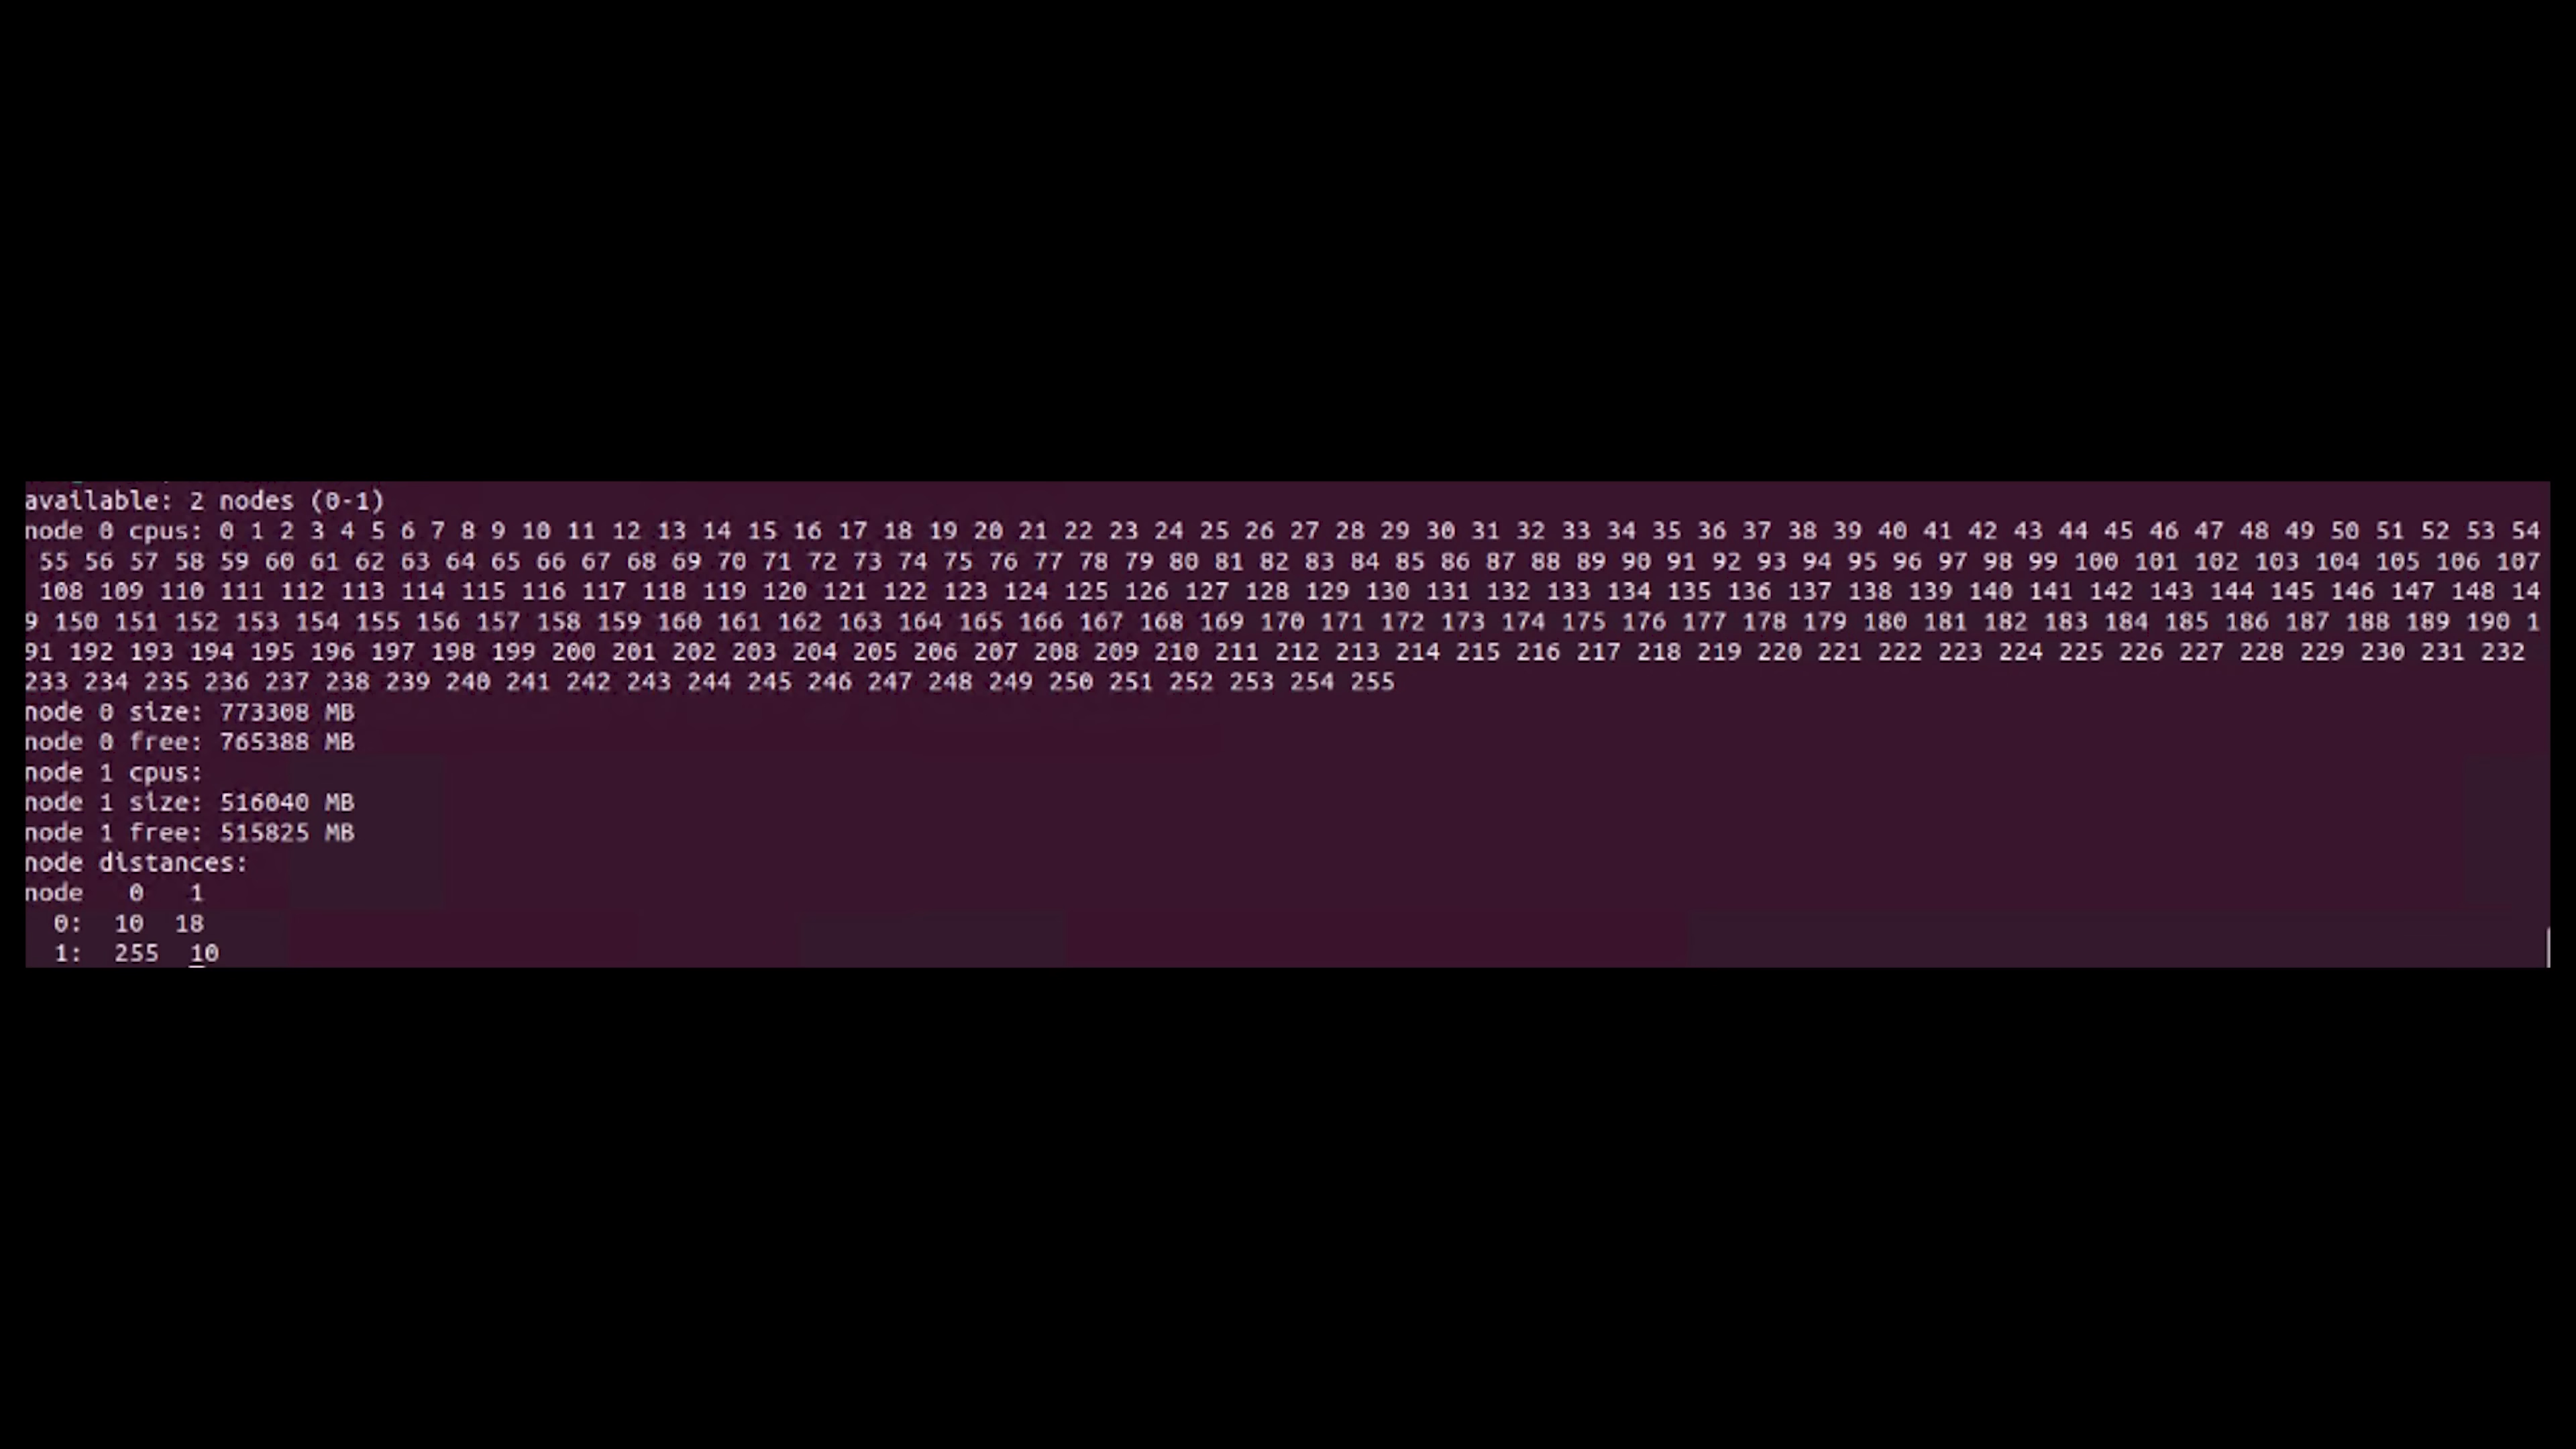 available: 2 nodes (0-1)
node 0 cpus: 0 1 2 3 4 5 6 7 8 9 10 11 12 13 14 15 16 17 18 19 20 21 22 23 24 25 26 27 28 29 30 31 32 33 34 35 36 37 38 39 40 41 42 43 44 45 46 47 48 49 50 51 52 53 54
55 56 57 58 59 60 61 62 63 64 65 66 67 68 69 70 71 72 73 74 75 76 77 78 79 80 81 82 83 84 85 86 87 88 89 90 91 92 93 94 95 96 97 98 99 100 101 102 103 104 105 106 107
108 109 110 111 112 113 114 115 116 117 118 119 120 121 122 123 124 125 126 127 128 129 130 131 132 133 134 135 136 137 138 139 140 141 142 143 144 145 146 147 148 14
9 150 151 152 153 154 155 156 157 158 159 160 161 162 163 164 165 166 167 168 169 170 171 172 173 174 175 176 177 178 179 180 181 182 183 184 185 186 187 188 189 190 1
91 192 193 194 195 196 197 198 199 200 201 202 203 204 205 206 207 208 209 210 211 212 213 214 215 216 217 218 219 220 221 222 223 224 225 226 227 228 229 230 231 232
233 234 235 236 237 238 239 240 241 242 243 244 245 246 247 248 249 250 251 252 253 254 255
node 0 size: 773308 MB
node 0 free: 765388 MB
node 1 cpus:
node 1 size: 516040 MB
node 1 free: 515825 MB
node distances:
node   0   1
  0:  10  18
  1:  255  10